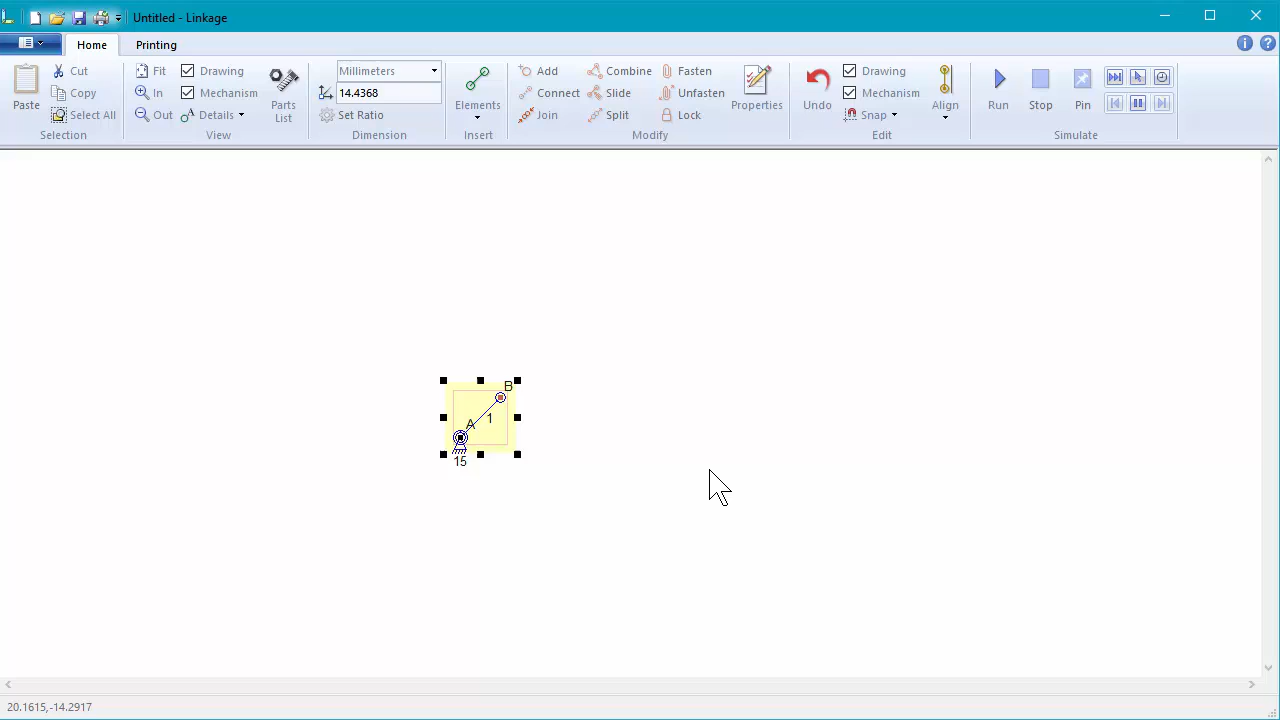 Untitled - Linkage
Home
Printing
Paste
Cut
Copy
Select All
Selection
Fit
In
Out
Drawing
Mechanism
Details
View
Parts
List
Millimeters
14.4368
Set Ratio
Dimension
Elements
Insert
Add
Connect
Join
Combine
Slide
Split
Fasten
Unfasten
Lock
Properties
Modify
Undo
Drawing
Mechanism
Snap
Align
Edit
Run
Stop
Pin
Simulate
B
A
1
15
20.1615,-14.2917